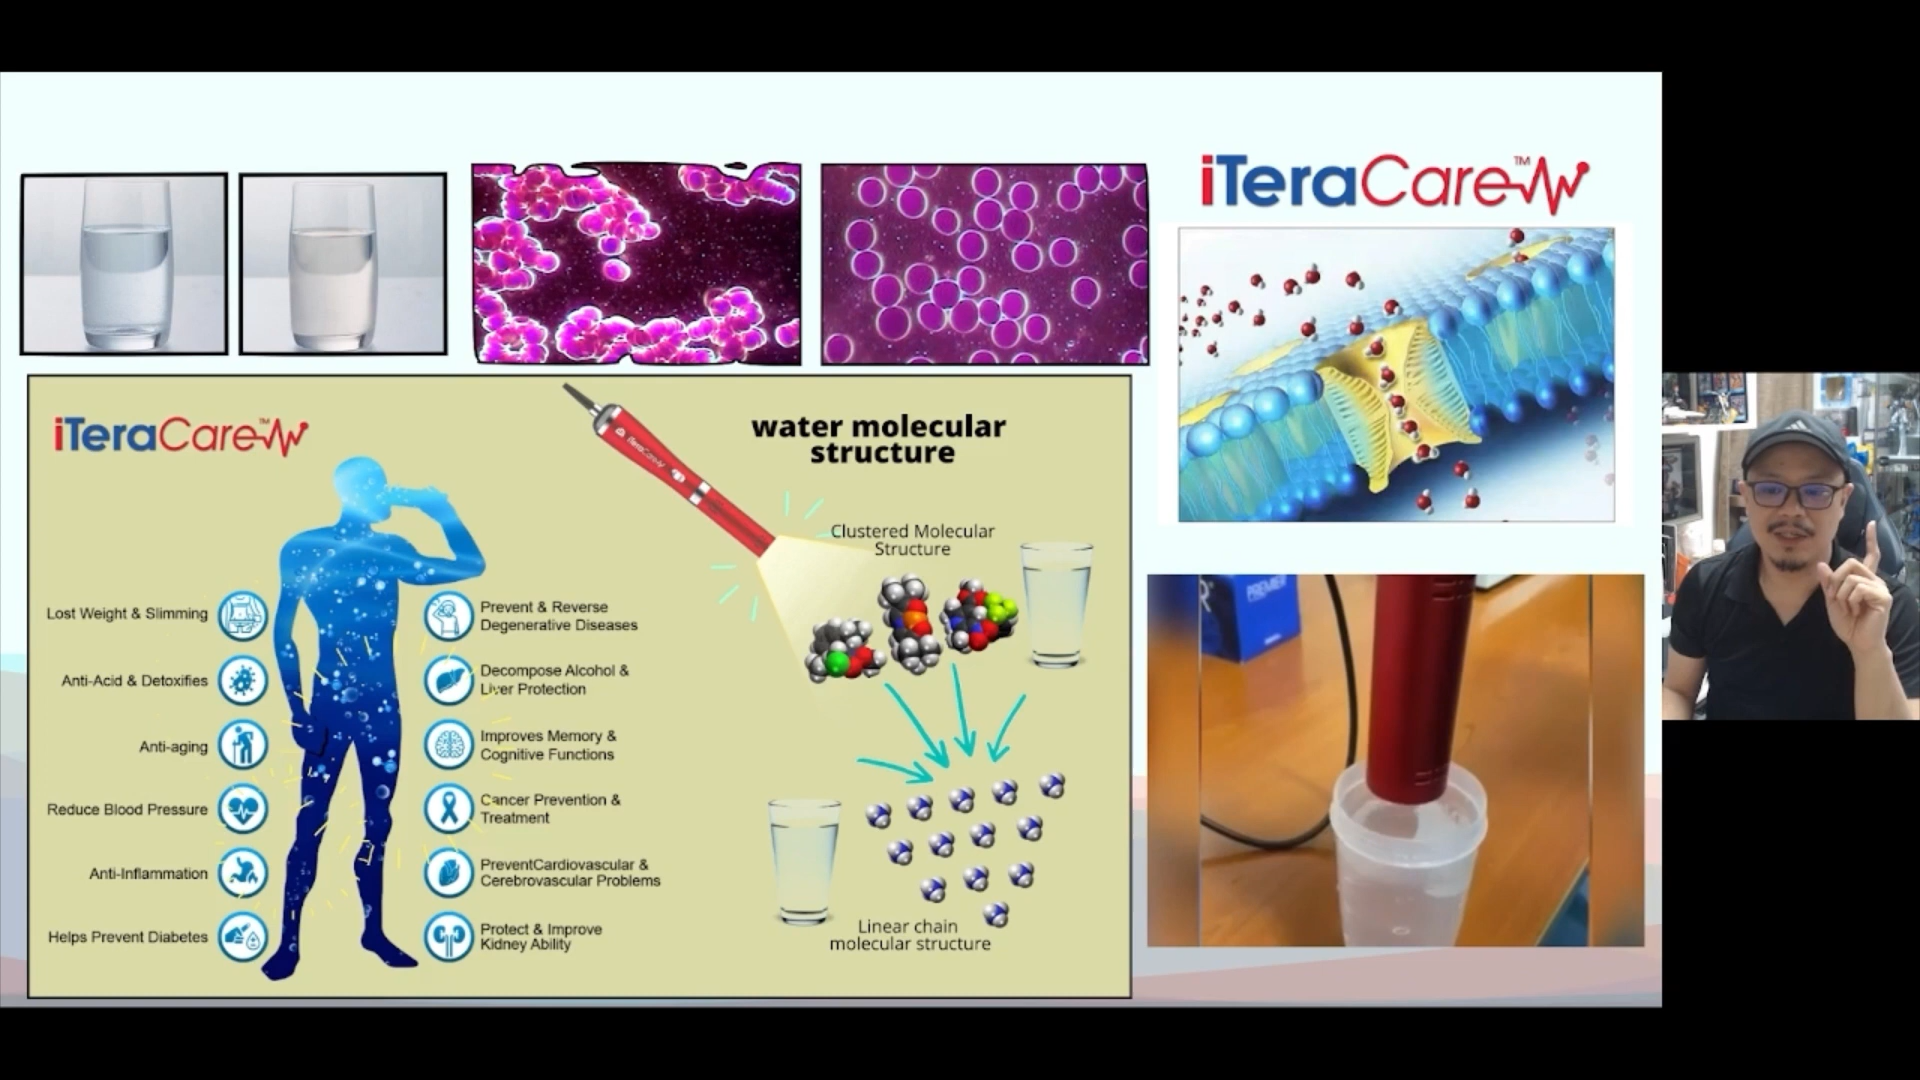 iTeraCare™
iTeraCare™
water molecular
structure
iTeraCare
Clustered Molecular
Structure
Lost Weight & Slimming
Anti-Acid & Detoxifies
Anti-aging
Reduce Blood Pressure
Anti-Inflammation
Helps Prevent Diabetes
Prevent & Reverse
Degenerative Diseases
Decompose Alcohol &
Liver Protection
Improves Memory &
Cognitive Functions
Cancer Prevention &
Treatment
PreventCardiovascular &
Cerebrovascular Problems
Protect & Improve
Kidney Ability
Linear chain
molecular structure
PREMIER
R